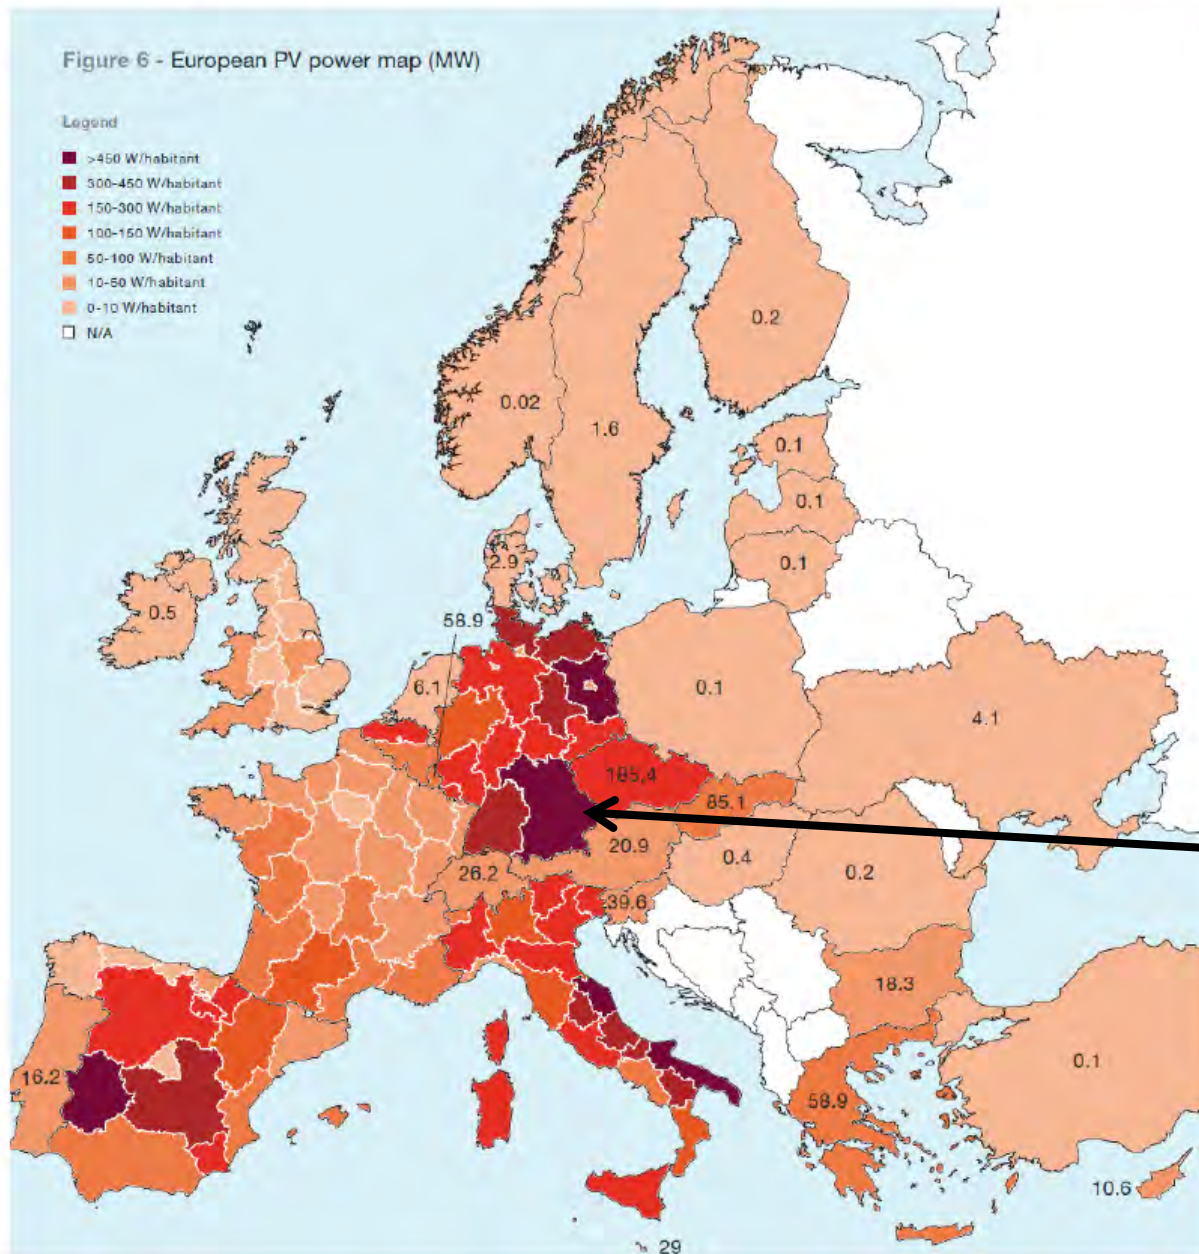 Figure 6 - European PV power map (MW)
Legend
>450 W/habitant
300-450 W/habitant
150-300 W/habitant
100-150 W/habitant
50-100 W/habitant
10-50 W/habitant
0-10 W/habitant
N/A
0.2
0.02
1.6
0.1
0.1
0.1
2.9
0.5
58.9
6.1
0.1
4.1
185,4
85.1
20.9
0.4
0.2
26.2
39.6
18.3
16.2
0.1
58.9
10.6
29